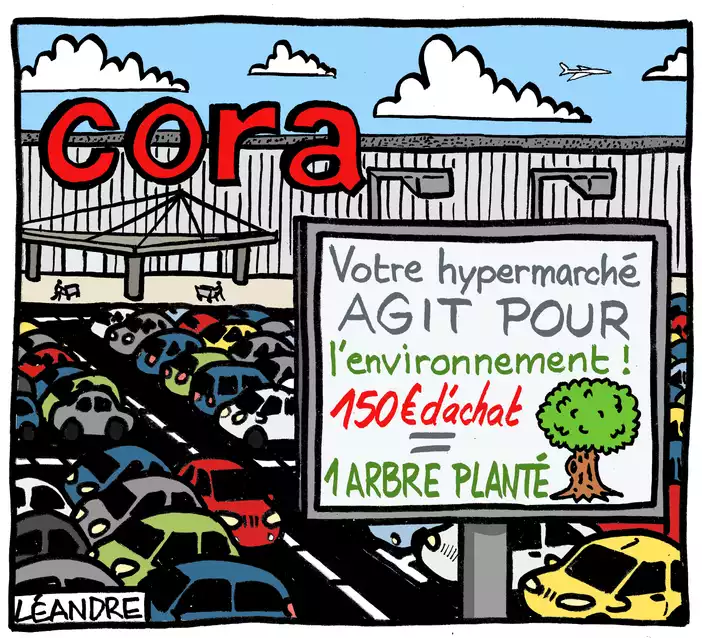 cora
Votre hypermarché
AGIT POUR
l'environnement !
150€ d'achat
=
1 ARBRE PLANTÉ
LÉANDRE